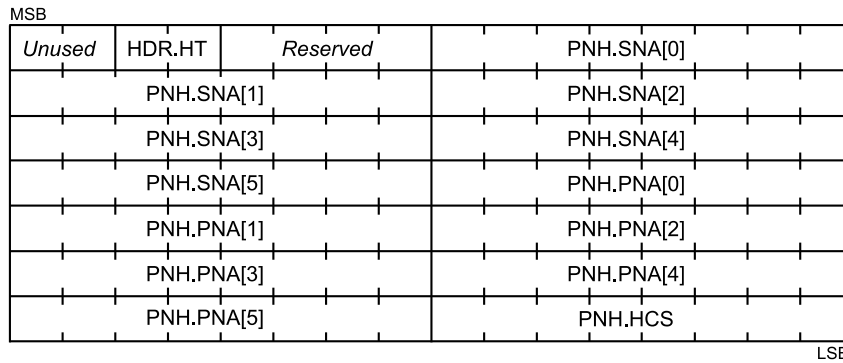 MSB
Unused HDR.HT Reserved PNH.SNA[0]
PNH.SNA[1] PNH.SNA[2]
PNH.SNA[3] PNH.SNA[4]
PNH.SNA[5] PNH.PNA[0]
PNH.PNA[1] PNH.PNA[2]
PNH.PNA[3] PNH.PNA[4]
PNH.PNA[5] PNH.HCS
LSB